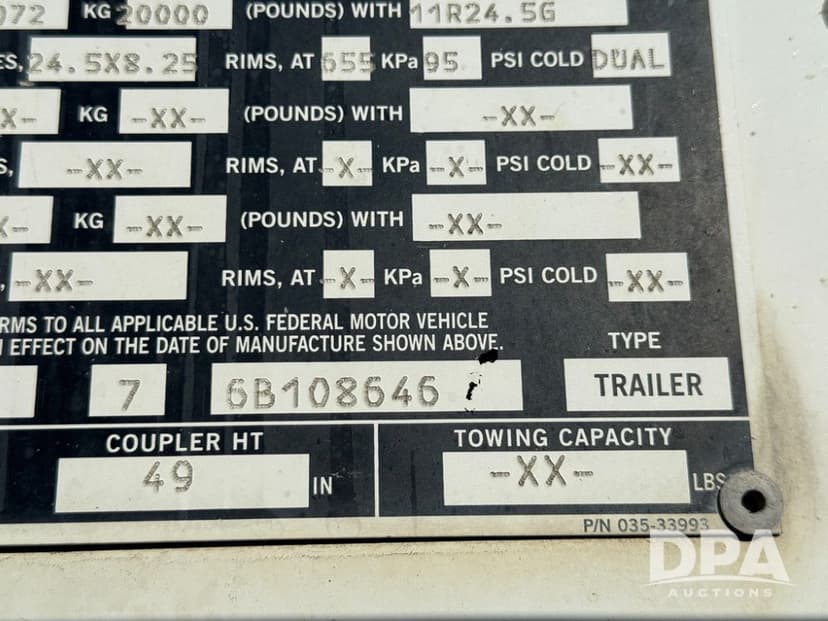 072 KG 20000 (POUNDS) WITH 11R24.5G
ES, 24.5X8.25 RIMS, AT 655 KPa 95 PSI COLD DUAL
X- KG -XX- (POUNDS) WITH -XX-
S, -XX- RIMS, AT -X- KPa -X- PSI COLD -XX-
X- KG -XX- (POUNDS) WITH -XX-
, -XX- RIMS, AT -X- KPa -X- PSI COLD -XX-
RMS TO ALL APPLICABLE U.S. FEDERAL MOTOR VEHICLE
N EFFECT ON THE DATE OF MANUFACTURE SHOWN ABOVE. TYPE
7 6B108646 TRAILER
COUPLER HT TOWING CAPACITY
49 IN -XX- LBS
P/N 035-33993
DPA
AUCTIONS